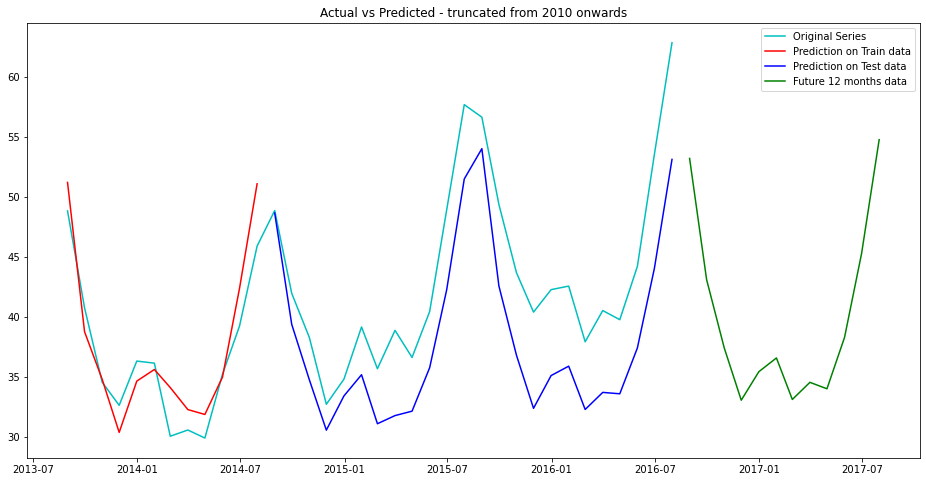 Actual vs Predicted - truncated from 2010 onwards
Original Series
Prediction on Train data
Prediction on Test data
Future 12 months data
60
55
50
45
40
35
30
2013-07 2014-01 2014-07 2015-01 2015-07 2016-01 2016-07 2017-01 2017-07